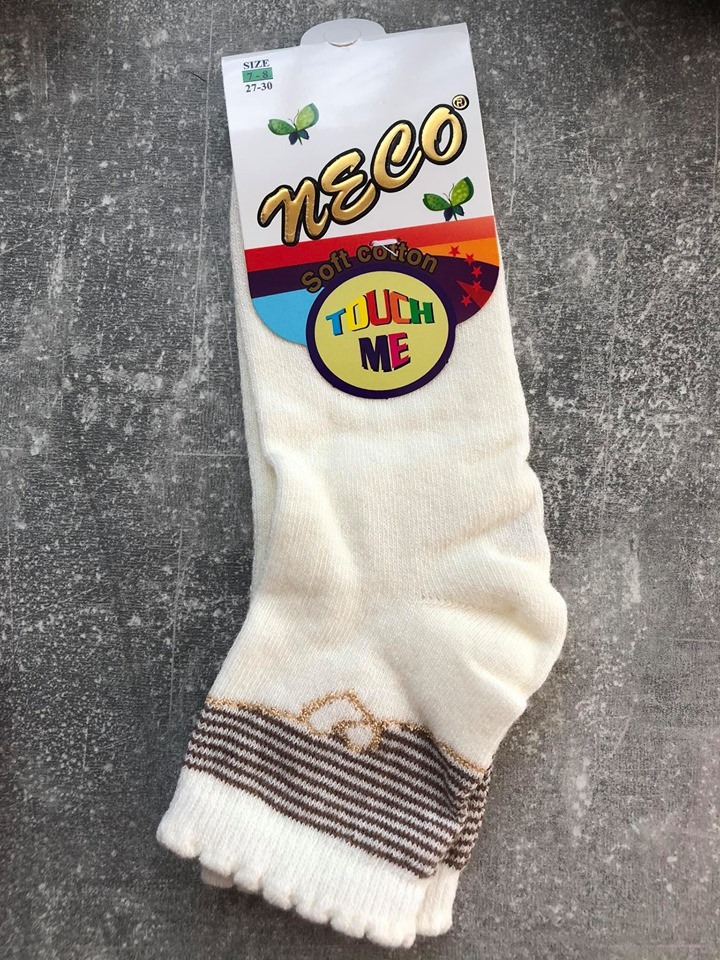 SIZE
7 - 8
27-30
NECO®
Soft cotton
TOUCH
ME